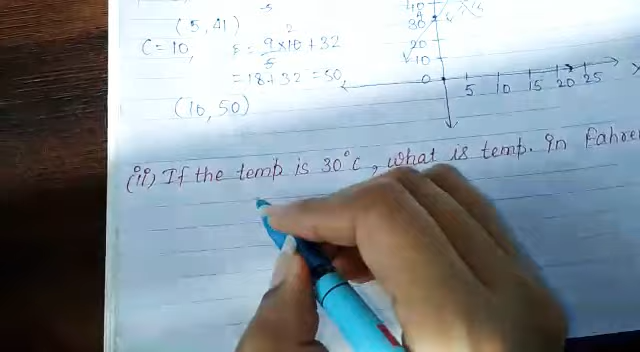 5
(5, 41)
C = 10, F = 9×10 + 32
5
= 18 + 32 = 50
(10, 50)
40
30
20
10
0
5 10 15 20 25
X
(ii) If the temp is 30°C, what is temp. in Fahre